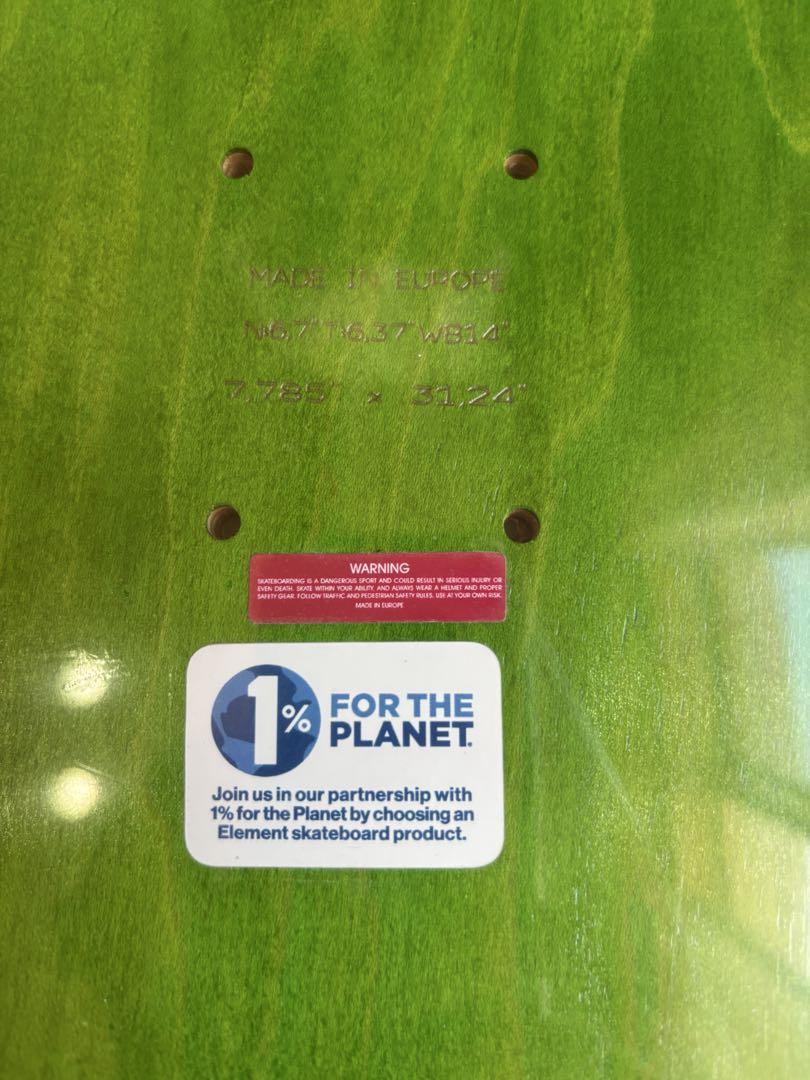 MADE IN EUROPE
N:6,7" T:6,37" WB14"
7,785" x 31,24"
WARNING
SKATEBOARDING IS A DANGEROUS SPORT AND COULD RESULT IN SERIOUS INJURY OR
EVEN DEATH. SKATE WITHIN YOUR ABILITY, AND ALWAYS WEAR A HELMET AND PROPER
SAFETY GEAR. FOLLOW TRAFFIC AND PEDESTRIAN SAFETY RULES. USE AT YOUR OWN RISK.
MADE IN EUROPE
1% FOR THE
PLANET.
Join us in our partnership with
1% for the Planet by choosing an
Element skateboard product.